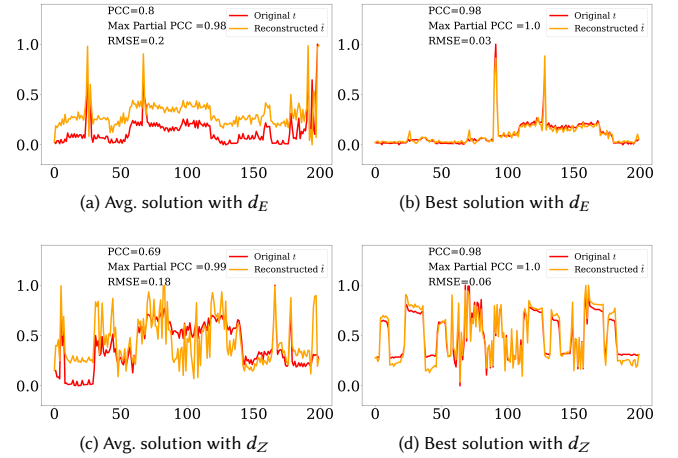 PCC=0.8
Max Partial PCC =0.98
RMSE=0.2
Original t
Reconstructed t̂
1.0
0.5
0.0
0 50 100 150 200
(a) Avg. solution with d_E
PCC=0.98
Max Partial PCC =1.0
RMSE=0.03
Original t
Reconstructed t̂
1.0
0.5
0.0
0 50 100 150 200
(b) Best solution with d_E
PCC=0.69
Max Partial PCC =0.99
RMSE=0.18
Original t
Reconstructed t̂
1.0
0.5
0.0
0 50 100 150 200
(c) Avg. solution with d_Z
PCC=0.98
Max Partial PCC =1.0
RMSE=0.06
Original t
Reconstructed t̂
1.0
0.5
0.0
0 50 100 150 200
(d) Best solution with d_Z